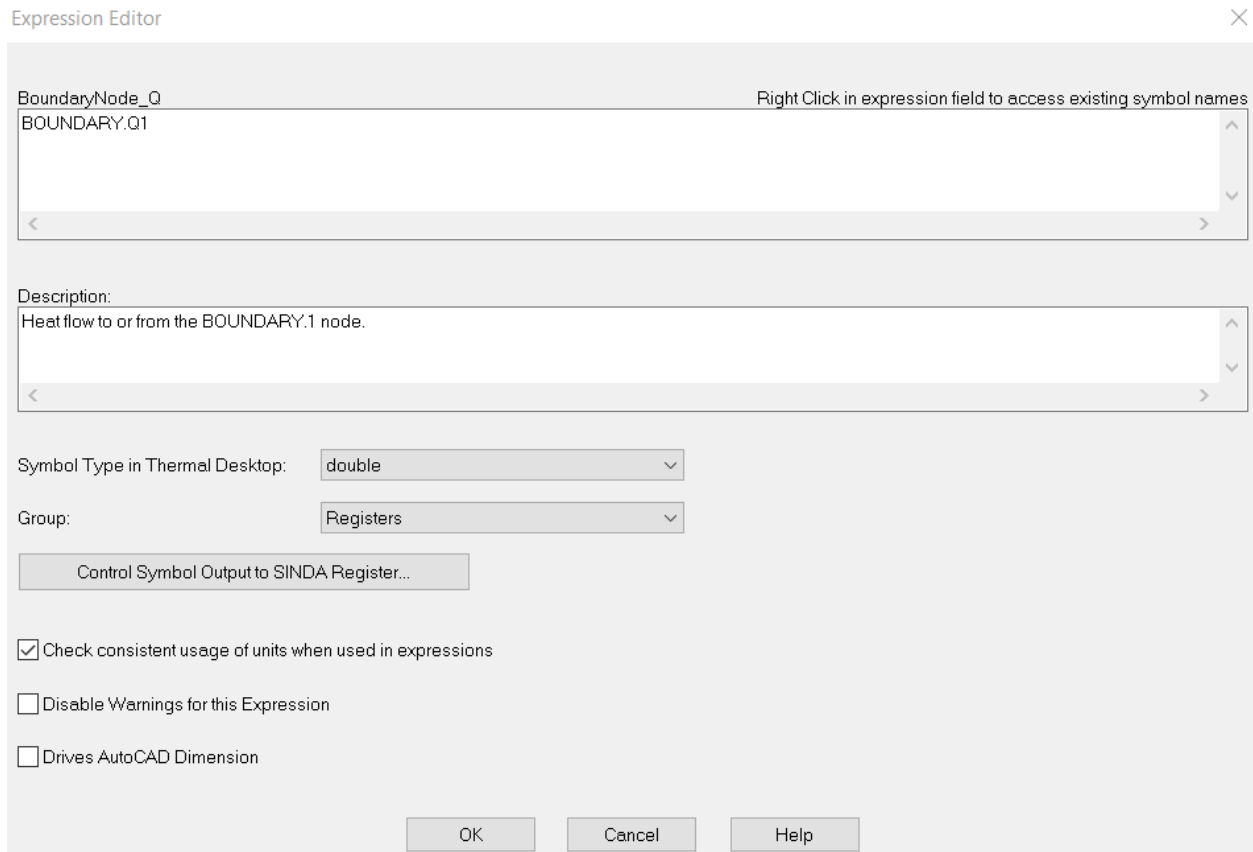 Expression Editor
BoundaryNode_Q
Right Click in expression field to access existing symbol names
BOUNDARY.Q1
Description:
Heat flow to or from the BOUNDARY.1 node.
Symbol Type in Thermal Desktop:
double
Group:
Registers
Control Symbol Output to SINDA Register...
Check consistent usage of units when used in expressions
Disable Warnings for this Expression
Drives AutoCAD Dimension
OK
Cancel
Help